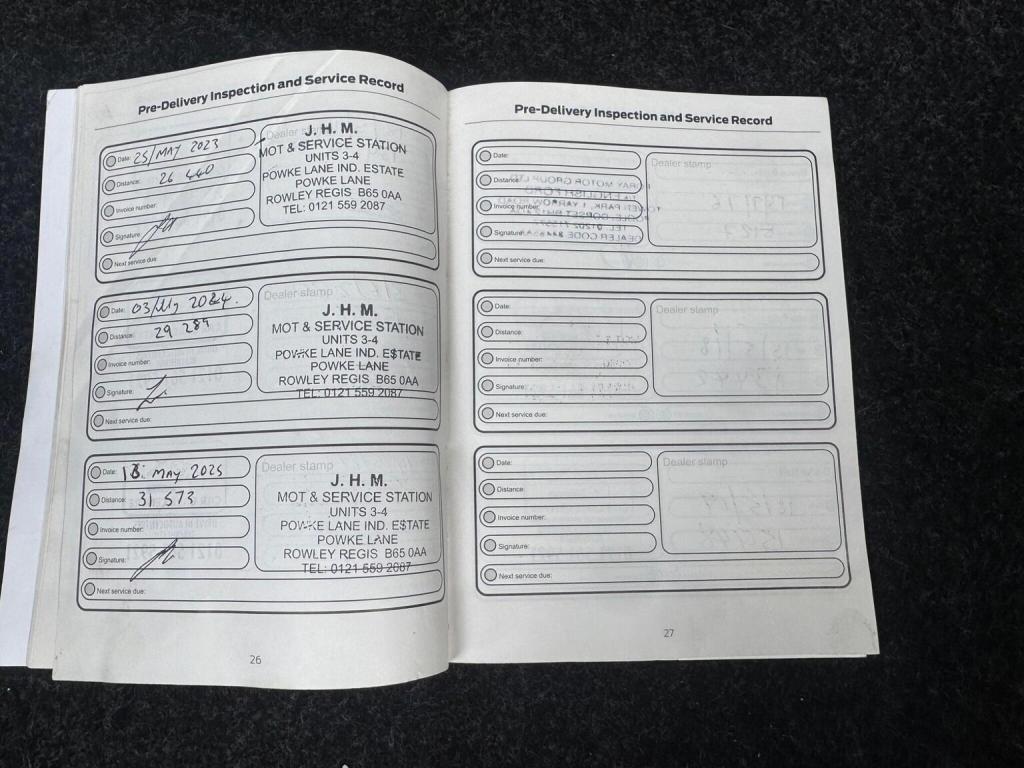 Pre-Delivery Inspection and Service Record
Date: 25/MAY 2023
Distance: 26 440
Invoice number:
Signature:
Next service due:
Dealer stamp
J. H. M.
MOT & SERVICE STATION
UNITS 3-4
POWKE LANE IND. ESTATE
POWKE LANE
ROWLEY REGIS B65 0AA
TEL: 0121 559 2087
Date: 2024.
Distance: 29 289
Invoice number:
Signature:
Next service due:
Dealer stamp
J. H. M.
MOT & SERVICE STATION
UNITS 3-4
POWKE LANE IND. ESTATE
POWKE LANE
ROWLEY REGIS B65 0AA
TEL: 0121 559 2087
Date: MAY 2025
Distance: 31 573
Invoice number:
Signature:
Next service due:
Dealer stamp
J. H. M.
MOT & SERVICE STATION
UNITS 3-4
POWKE LANE IND. ESTATE
POWKE LANE
ROWLEY REGIS B65 0AA
TEL: 0121 559 2087
26
Pre-Delivery Inspection and Service Record
Date:
Distance:
Invoice number:
Signature:
Next service due:
Dealer stamp
Date:
Distance:
Invoice number:
Signature:
Next service due:
Dealer stamp
Date:
Distance:
Invoice number:
Signature:
Next service due:
Dealer stamp
27